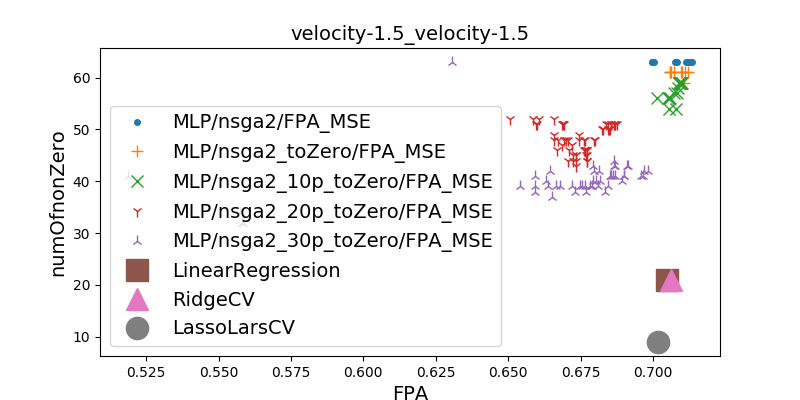 velocity-1.5_velocity-1.5
numOfnonZero
60
50
40
30
20
10
MLP/nsga2/FPA_MSE
MLP/nsga2_toZero/FPA_MSE
MLP/nsga2_10p_toZero/FPA_MSE
MLP/nsga2_20p_toZero/FPA_MSE
MLP/nsga2_30p_toZero/FPA_MSE
LinearRegression
RidgeCV
LassoLarsCV
0.525 0.550 0.575 0.600 0.625 0.650 0.675 0.700
FPA